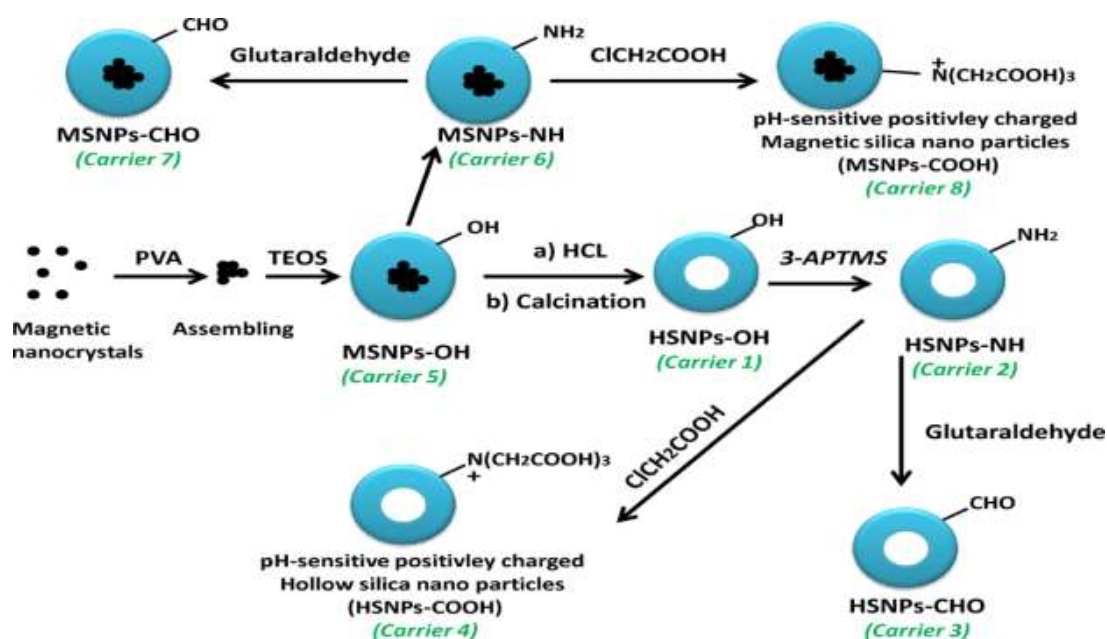 CHO
Glutaraldehyde
NH₂
ClCH2COOH
+
N(CH2COOH)3
MSNPs-CHO
(Carrier 7)
MSNPs-NH
(Carrier 6)
pH-sensitive positivley charged
Magnetic silica nano particles
(MSNPs-COOH)
(Carrier 8)
OH
OH
NH₂
PVA
TEOS
a) HCL
b) Calcination
3-APTMS
Magnetic
nanocrystals
Assembling
MSNPs-OH
(Carrier 5)
HSNPs-OH
(Carrier 1)
HSNPs-NH
(Carrier 2)
ClCH2COOH
Glutaraldehyde
N(CH2COOH)3
+
CHO
pH-sensitive positivley charged
Hollow silica nano particles
(HSNPs-COOH)
(Carrier 4)
HSNPs-CHO
(Carrier 3)